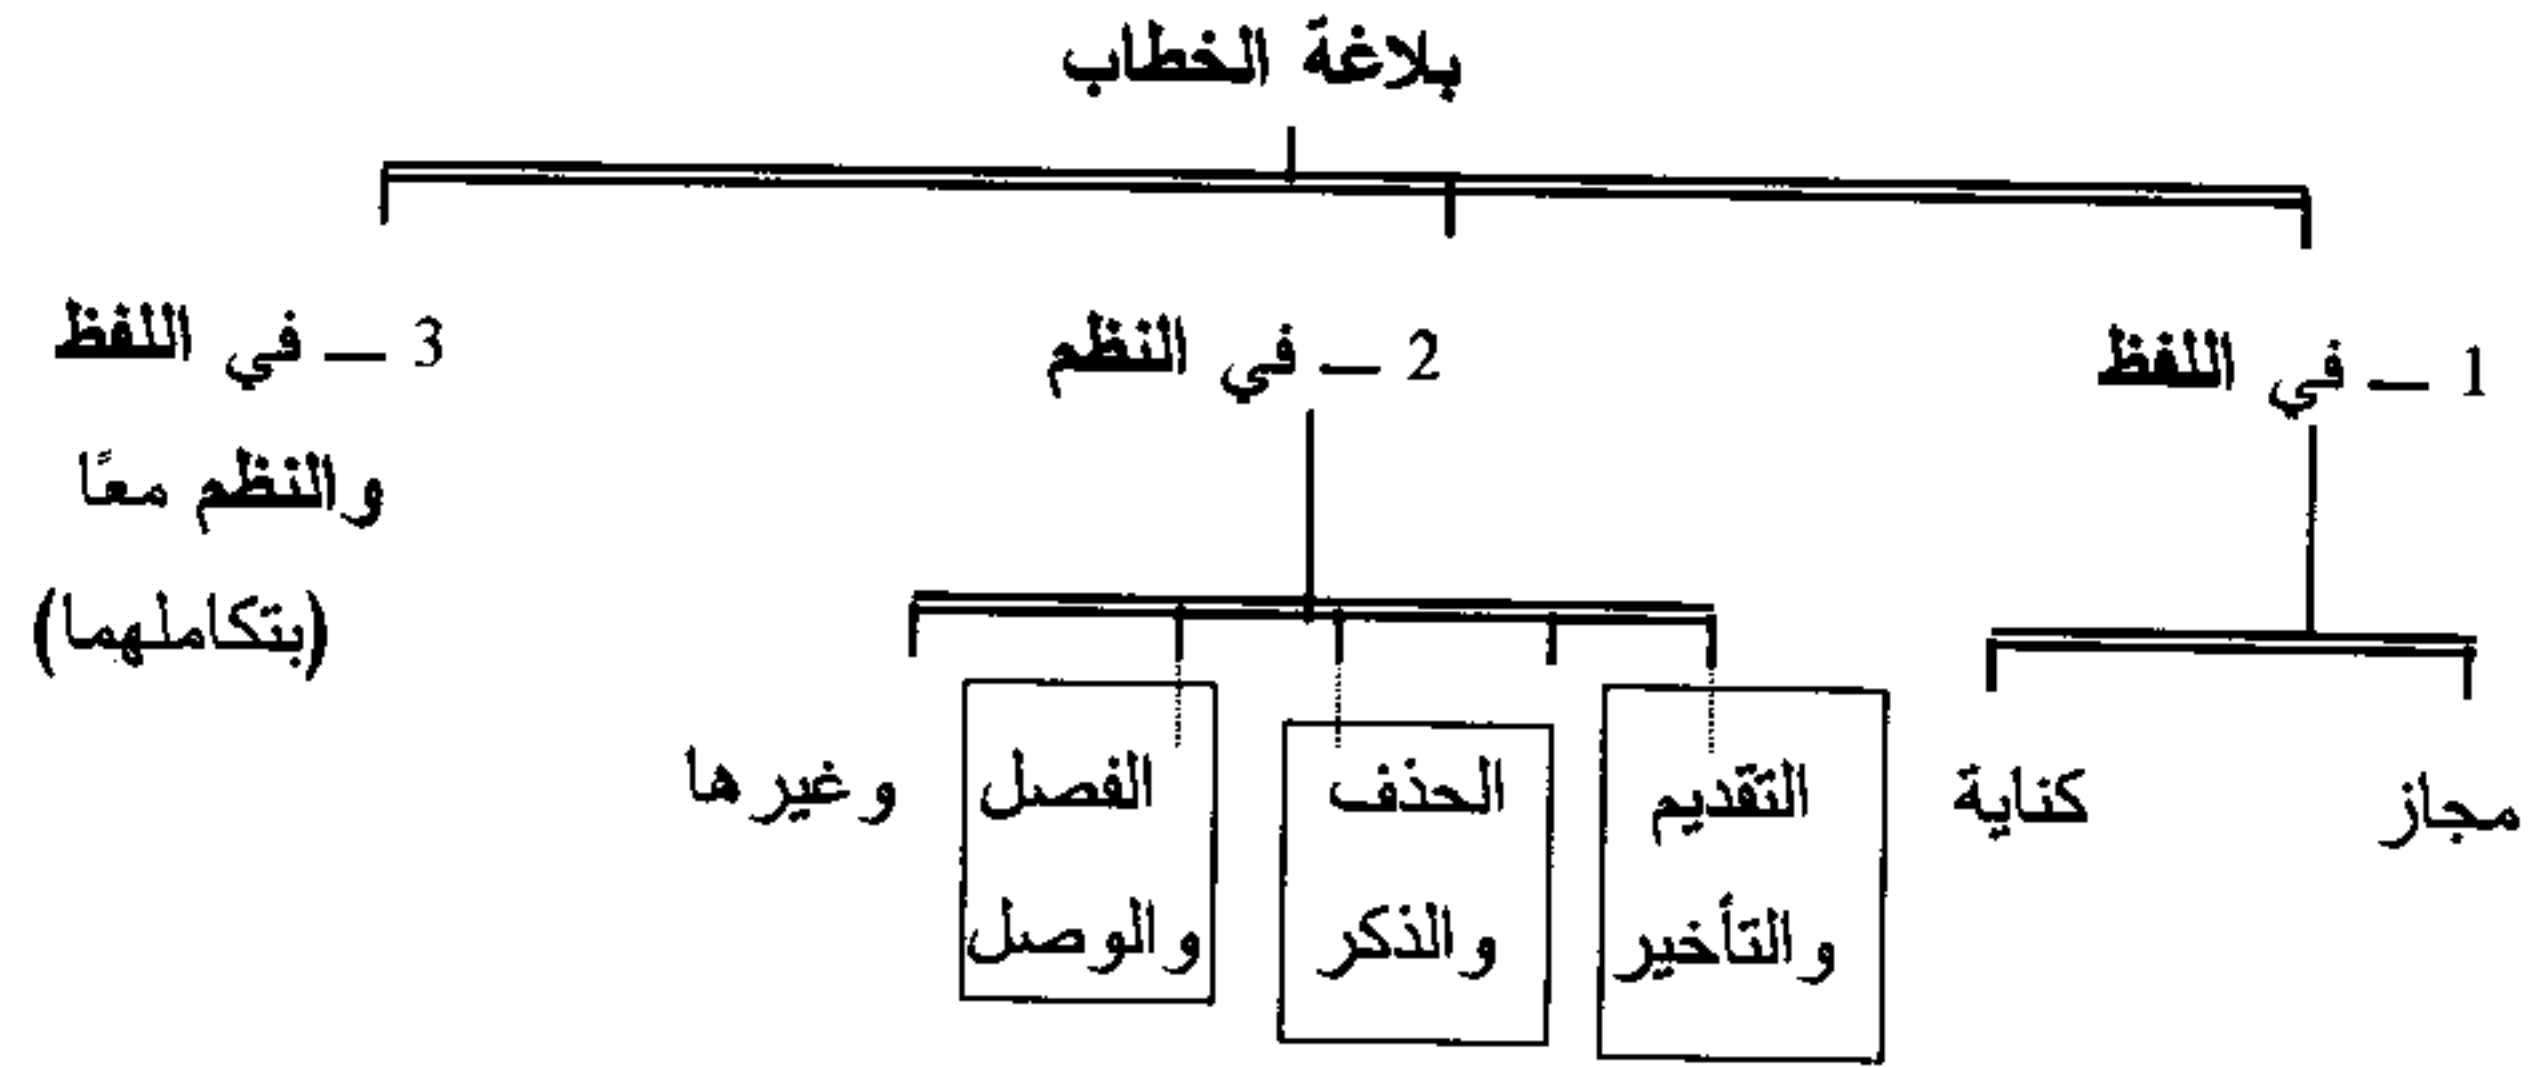 بلاغة الخطاب
1 – في اللفظ
2 – في النظم
3 – في اللفظ
والنظم معًا
(بتكاملهما)
مجاز
كناية
التقديم
والتأخير
الحذف
والذكر
الفصل
والوصل
وغيرها